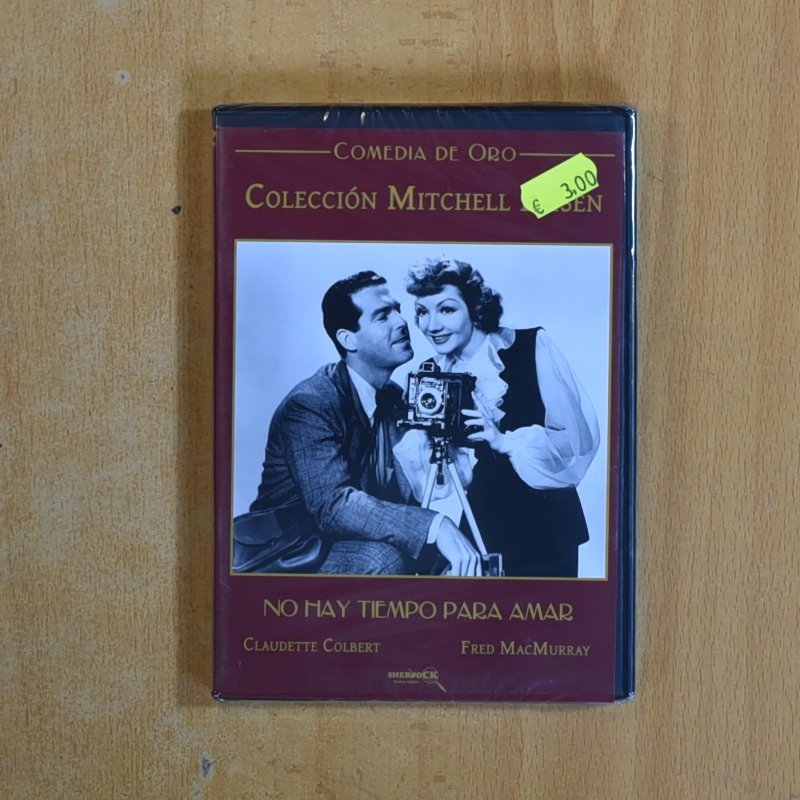 COMEDIA DE ORO
COLECCIÓN MITCHELL
€ 3,00
NO HAY TIEMPO PARA AMAR
CLAUDETTE COLBERT FRED MACMURRAY
SHERLOCK